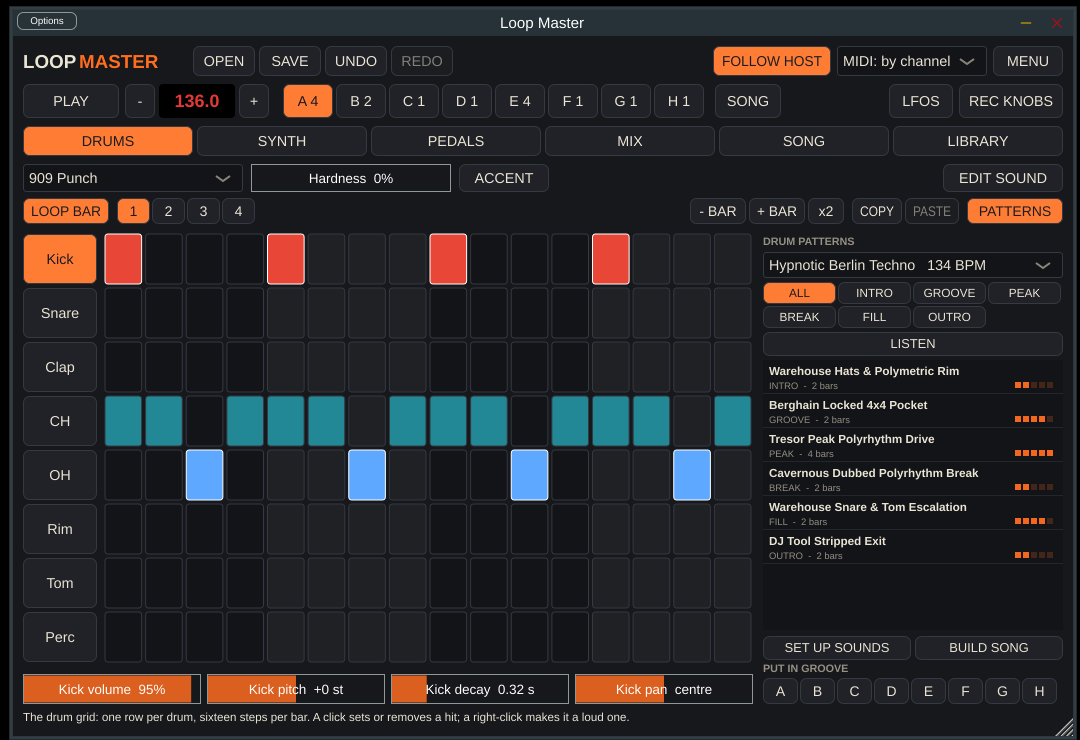 Options
Loop Master
LOOPMASTER OPEN SAVE UNDO REDO FOLLOW HOST MIDI: by channel MENU
PLAY - 136.0 + A 4 B 2 C 1 D 1 E 4 F 1 G 1 H 1 SONG LFOS REC KNOBS
DRUMS SYNTH PEDALS MIX SONG LIBRARY
909 Punch Hardness 0% ACCENT EDIT SOUND
LOOP BAR 1 2 3 4 - BAR + BAR x2 COPY PASTE PATTERNS
Kick
Snare
Clap
CH
OH
Rim
Tom
Perc
DRUM PATTERNS
Hypnotic Berlin Techno 134 BPM
ALL INTRO GROOVE PEAK
BREAK FILL OUTRO
LISTEN
Warehouse Hats & Polymetric Rim
INTRO - 2 bars
Berghain Locked 4x4 Pocket
GROOVE - 2 bars
Tresor Peak Polyrhythm Drive
PEAK - 4 bars
Cavernous Dubbed Polyrhythm Break
BREAK - 2 bars
Warehouse Snare & Tom Escalation
FILL - 2 bars
DJ Tool Stripped Exit
OUTRO - 2 bars
SET UP SOUNDS BUILD SONG
PUT IN GROOVE
A B C D E F G H
Kick volume 95% Kick pitch +0 st Kick decay 0.32 s Kick pan centre
The drum grid: one row per drum, sixteen steps per bar. A click sets or removes a hit; a right-click makes it a loud one.